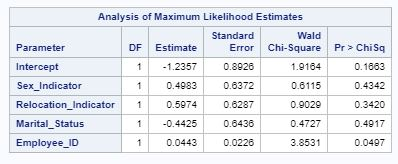 Analysis of Maximum Likelihood Estimates
Parameter DF Estimate Standard Error Wald Chi-Square Pr > ChiSq
Intercept 1 -1.2357 0.8926 1.9164 0.1663
Sex_Indicator 1 0.4983 0.6372 0.6115 0.4342
Relocation_Indicator 1 0.5974 0.6287 0.9029 0.3420
Marital_Status 1 -0.4425 0.6436 0.4727 0.4917
Employee_ID 1 0.0443 0.0226 3.8531 0.0497